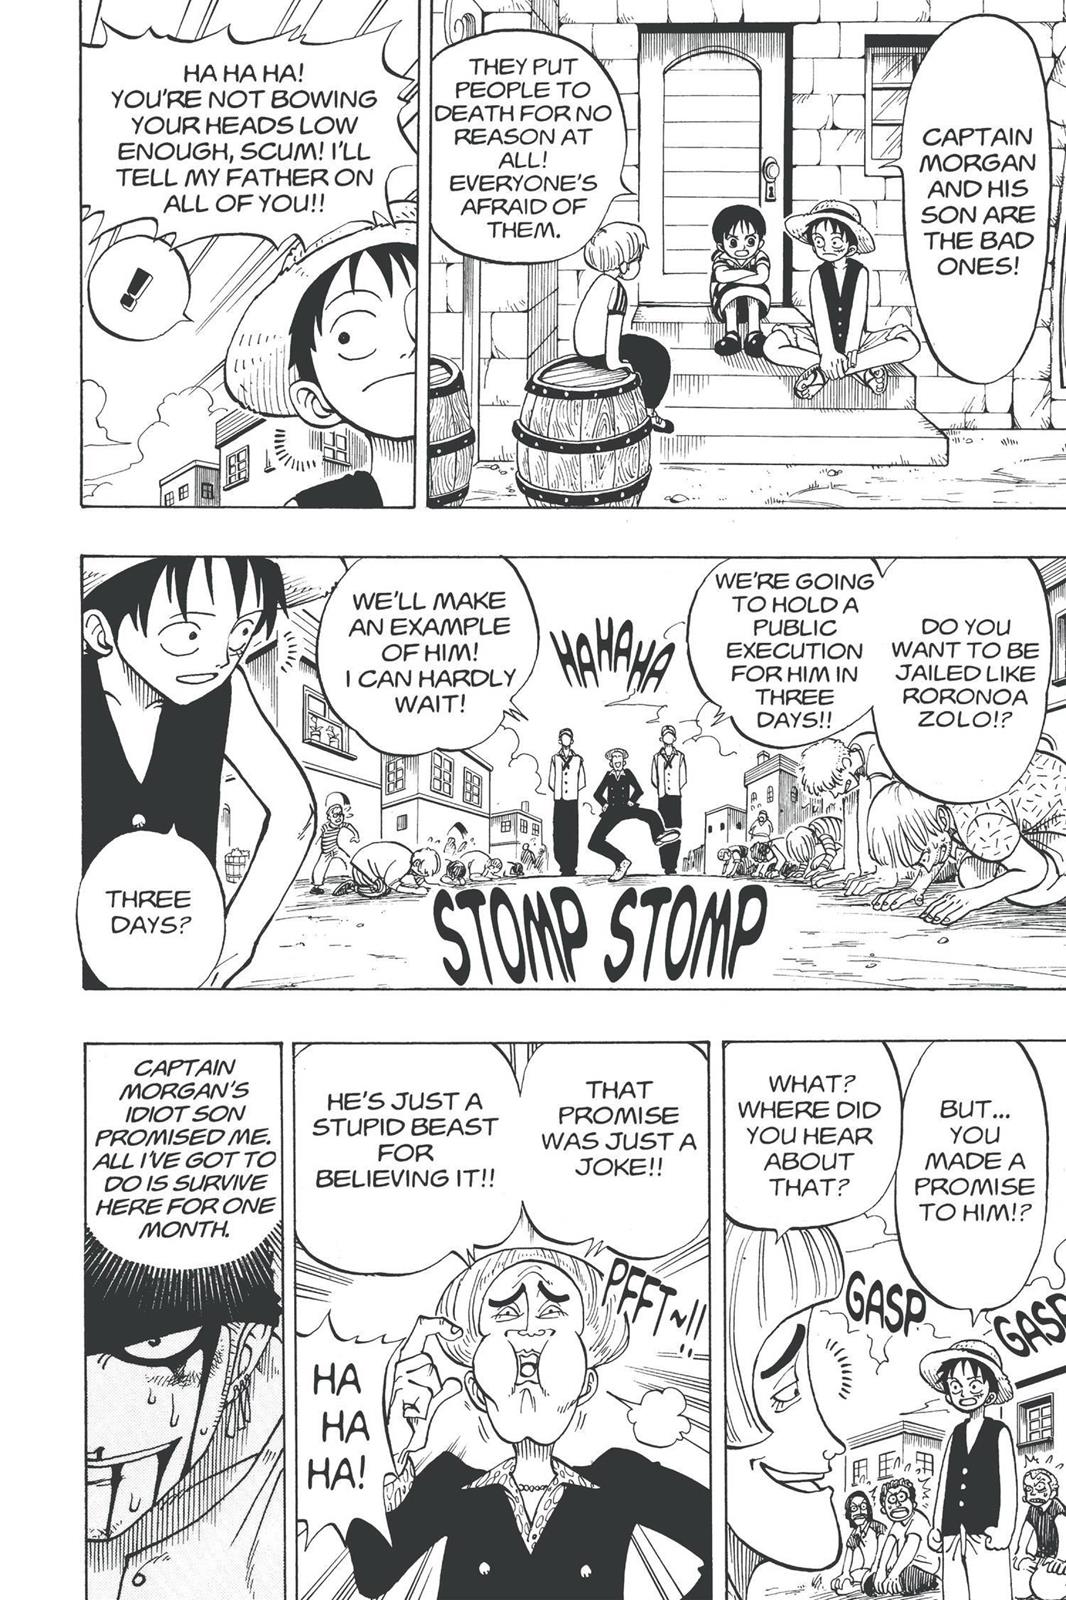 CAPTAIN
MORGAN
AND HIS
SON ARE
THE BAD
ONES!
THEY PUT
PEOPLE TO
DEATH FOR NO
REASON AT
ALL!
EVERYONE'S
AFRAID OF
THEM.
HA HA HA!
YOU'RE NOT BOWING
YOUR HEADS LOW
ENOUGH, SCUM! I'LL
TELL MY FATHER ON
ALL OF YOU!!
!
DO YOU
WANT TO BE
JAILED LIKE
RORONOA
ZOLO!?
WE'RE GOING
TO HOLD A
PUBLIC
EXECUTION
FOR HIM IN
THREE
DAYS!!
HAHAHA
WE'LL MAKE
AN EXAMPLE
OF HIM!
I CAN HARDLY
WAIT!
STOMP STOMP
THREE
DAYS?
BUT...
YOU
MADE A
PROMISE
TO HIM!?
WHAT?
WHERE DID
YOU HEAR
ABOUT
THAT?
GASP
GASP
THAT
PROMISE
WAS JUST A
JOKE!!
HE'S JUST A
STUPID BEAST
FOR
BELIEVING IT!!
PFFT~!!
HA
HA
HA!
CAPTAIN
MORGAN'S
IDIOT SON
PROMISED ME.
ALL I'VE GOT TO
DO IS SURVIVE
HERE FOR ONE
MONTH.